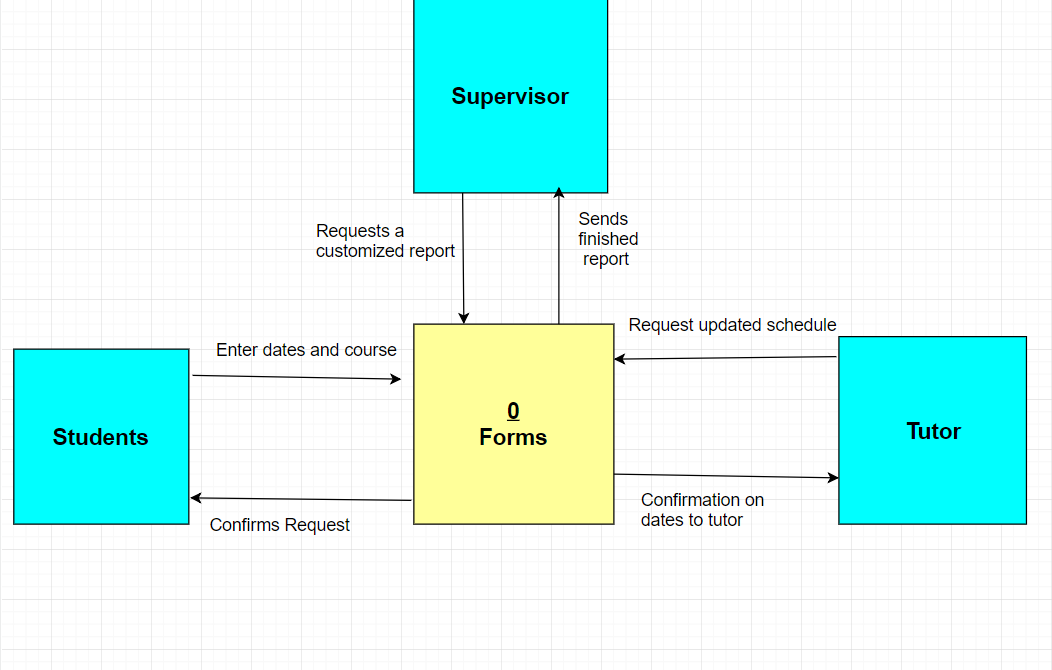 Supervisor
Requests a
customized report
Sends
finished
report
Request updated schedule
Enter dates and course
0
Forms
Students
Tutor
Confirmation on
dates to tutor
Confirms Request